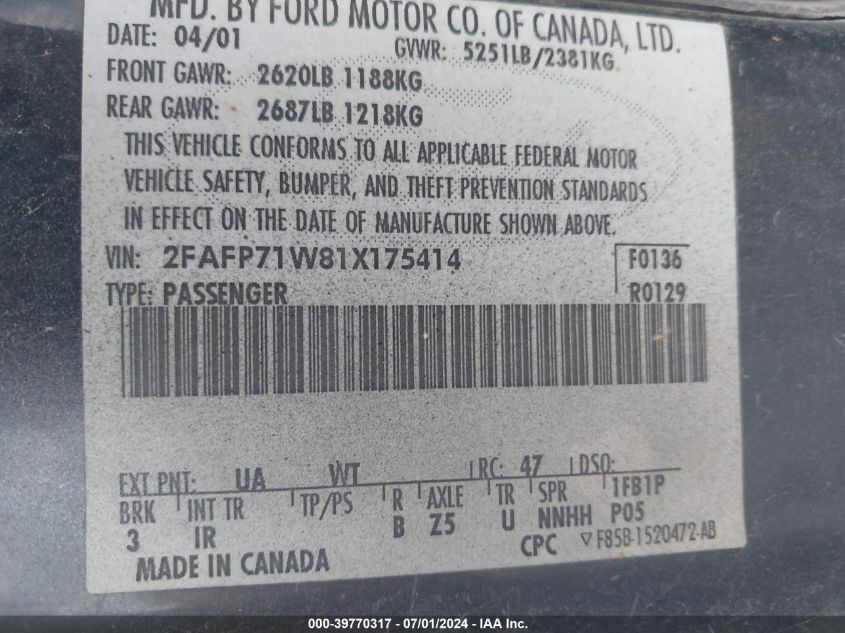 MFD. BY FORD MOTOR CO. OF CANADA, LTD.
DATE: 04/01 GVWR: 5251LB/2381KG
FRONT GAWR: 2620LB 1188KG
REAR GAWR: 2687LB 1218KG
THIS VEHICLE CONFORMS TO ALL APPLICABLE FEDERAL MOTOR
VEHICLE SAFETY, BUMPER, AND THEFT PREVENTION STANDARDS
IN EFFECT ON THE DATE OF MANUFACTURE SHOWN ABOVE.
VIN: 2FAFP71W81X175414 F0136
TYPE: PASSENGER R0129
EXT PNT: UA WT RC: 47 DSO:
BRK INT TR TP/PS R AXLE TR SPR 1FB1P
3 IR B Z5 U NNHH P05
MADE IN CANADA CPC ▽F85B-1520472-AB
000-39770317 - 07/01/2024 - IAA Inc.